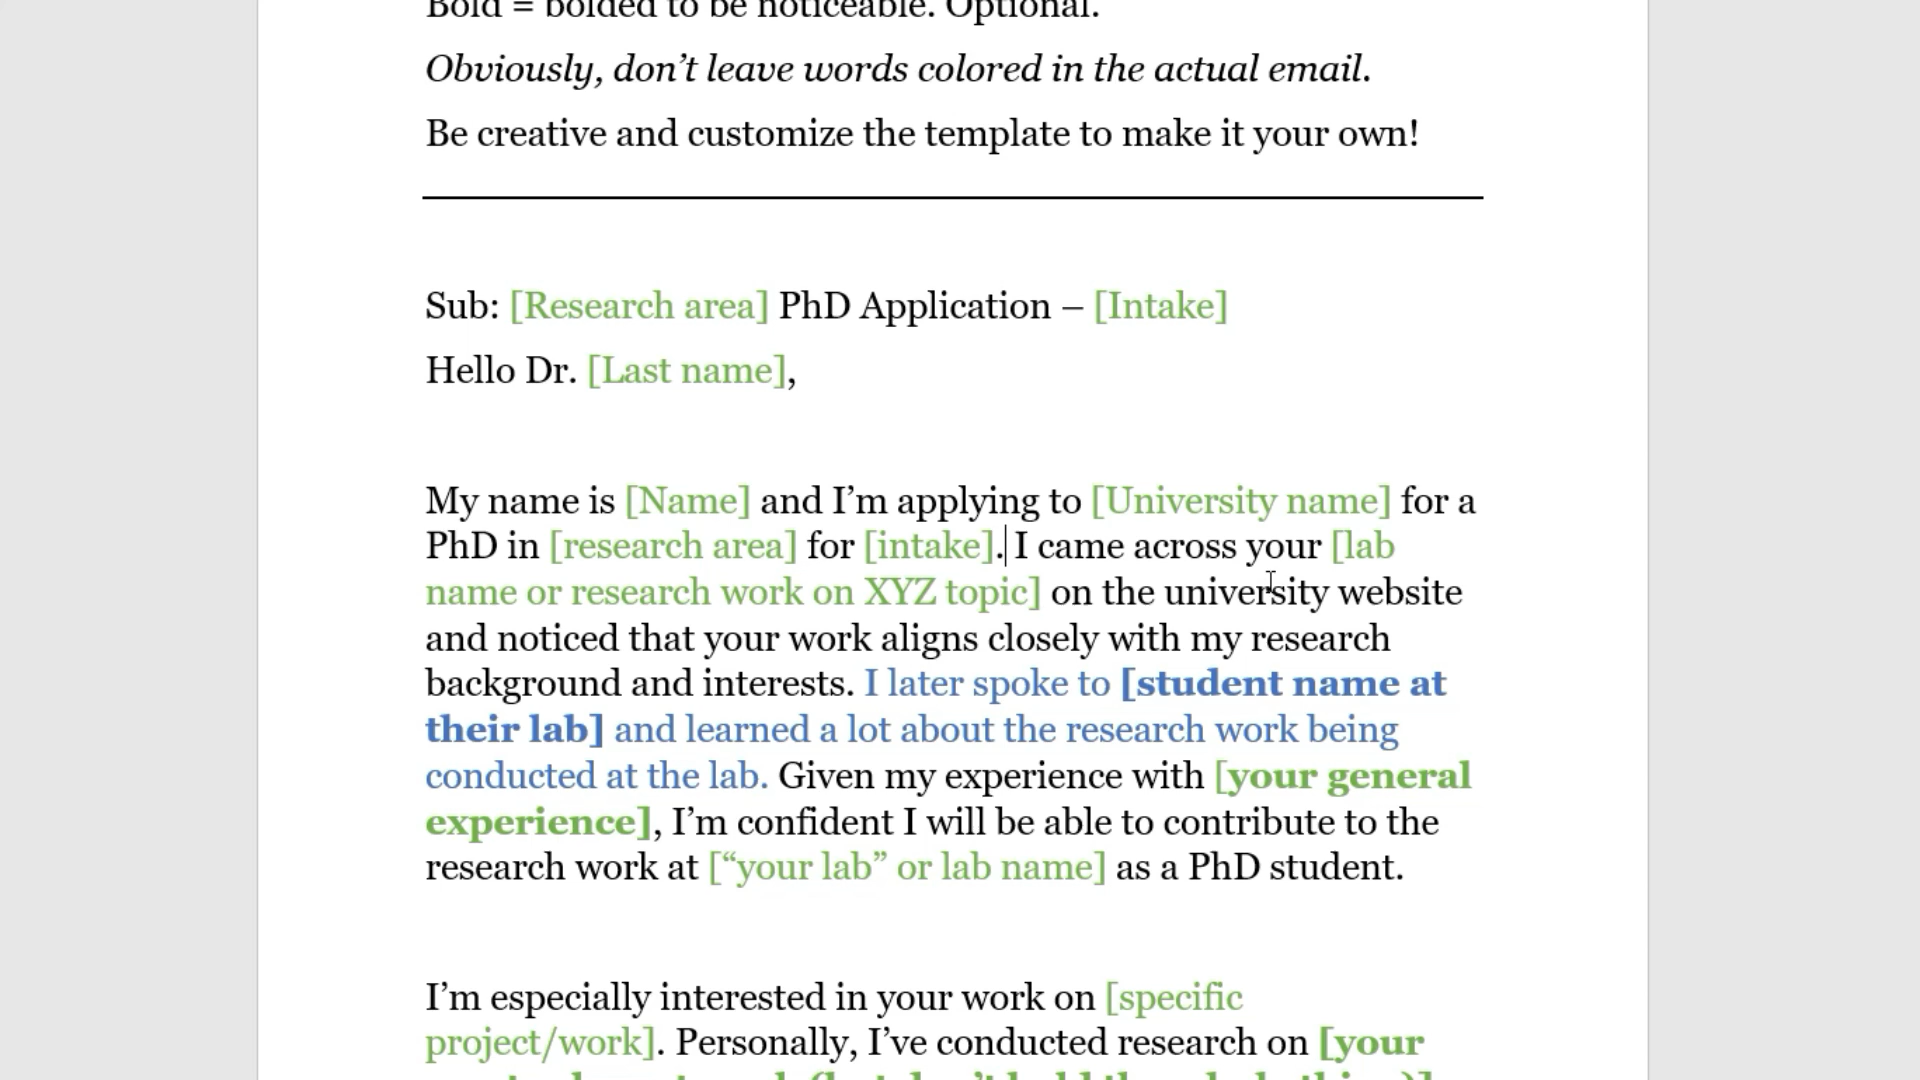 Bold = bolded to be noticeable. Optional.
Obviously, don’t leave words colored in the actual email.
Be creative and customize the template to make it your own!
Sub: [Research area] PhD Application – [Intake]
Hello Dr. [Last name],
My name is [Name] and I’m applying to [University name] for a
PhD in [research area] for [intake]. I came across your [lab
name or research work on XYZ topic] on the university website
and noticed that your work aligns closely with my research
background and interests. I later spoke to [student name at
their lab] and learned a lot about the research work being
conducted at the lab. Given my experience with [your general
experience], I’m confident I will be able to contribute to the
research work at [“your lab” or lab name] as a PhD student.
I’m especially interested in your work on [specific
project/work]. Personally, I’ve conducted research on [your